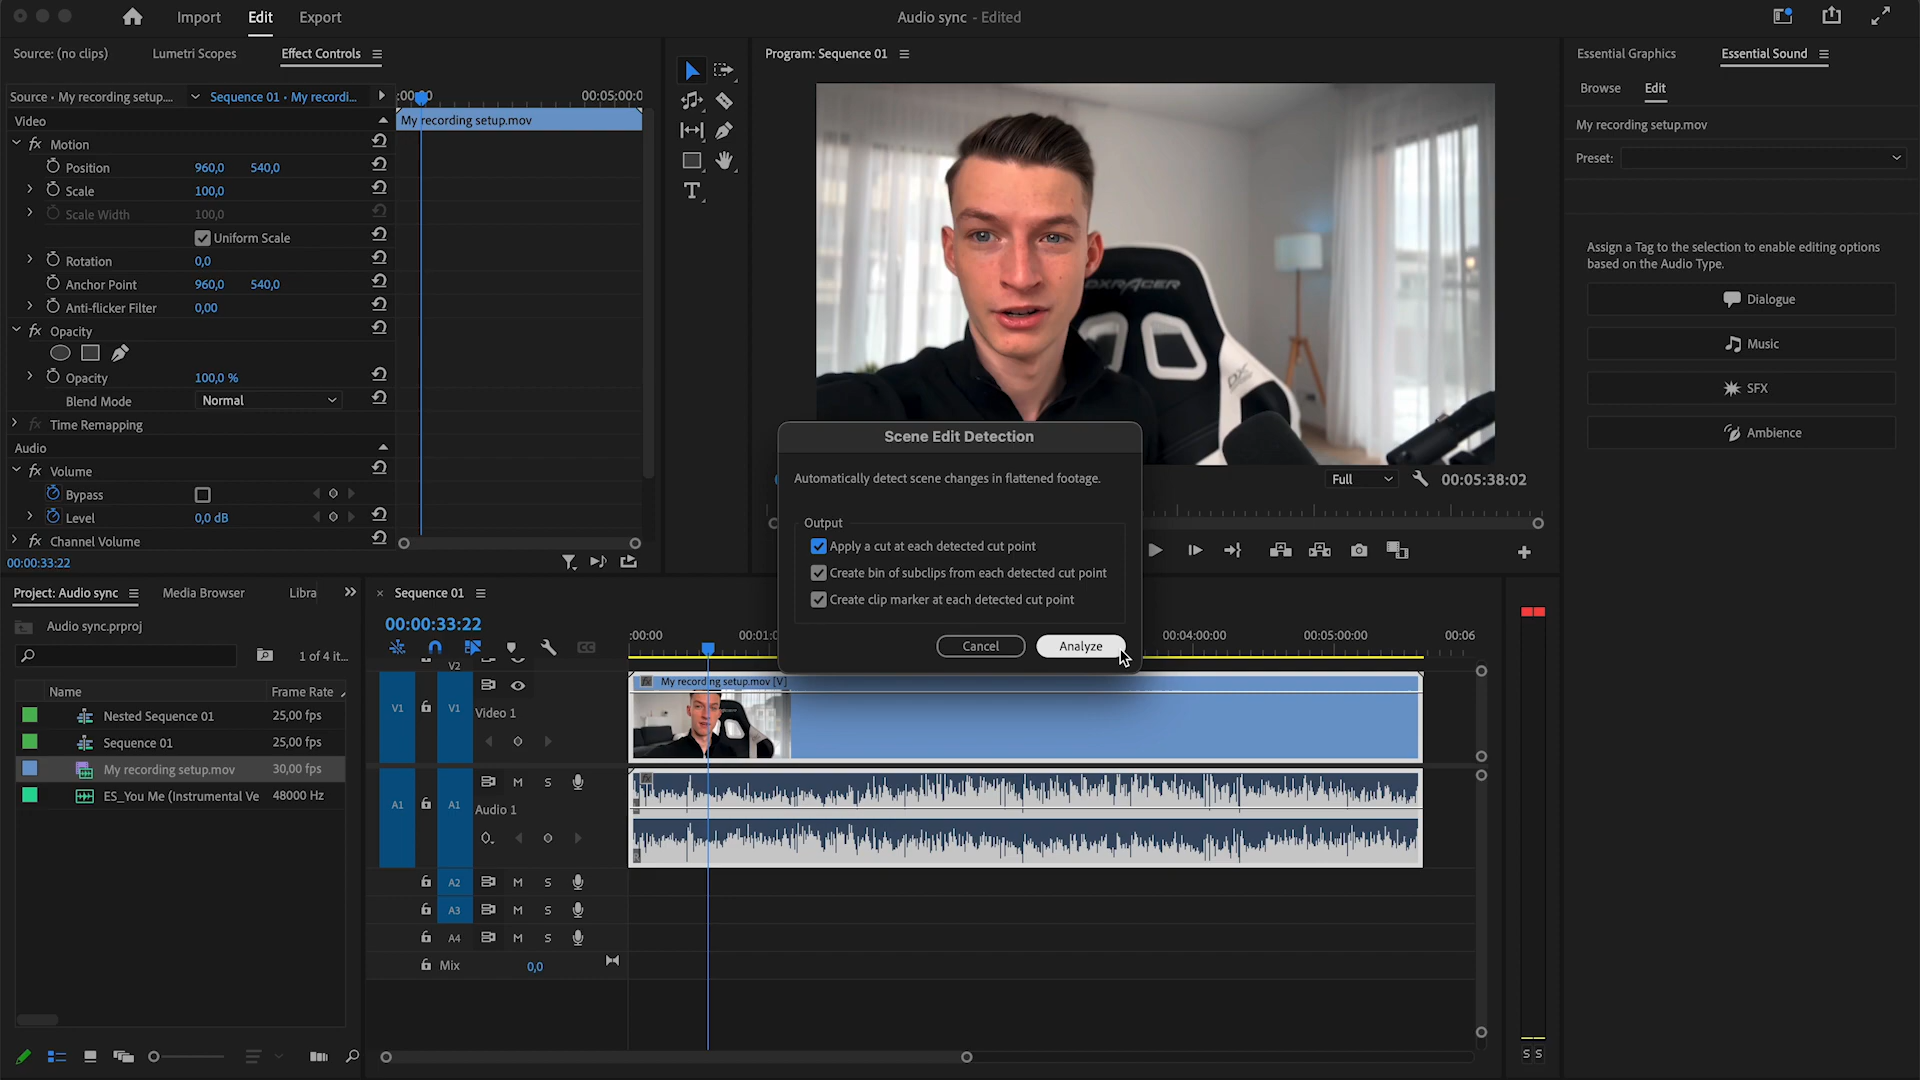 Import
Edit
Export
Audio sync - Edited
Source: (no clips)
Lumetri Scopes
Effect Controls
Program: Sequence 01
Essential Graphics
Essential Sound
Browse
Edit
Source • My recording setup....
Sequence 01 • My recordi...
:00:00
00:05:00:0
My recording setup.mov
Preset:
Video
My recording setup.mov
fx Motion
Position
960,0
540,0
Scale
100,0
Scale Width
100,0
Uniform Scale
Rotation
0,0
Anchor Point
960,0
540,0
Anti-flicker Filter
0,00
fx Opacity
Opacity
100,0 %
Blend Mode
Normal
fx Time Remapping
Audio
fx Volume
Bypass
Level
0,0 dB
fx Channel Volume
00:00:33:22
DXRACER
DX
Assign a Tag to the selection to enable editing options
based on the Audio Type.
Dialogue
Music
SFX
Ambience
Scene Edit Detection
Automatically detect scene changes in flattened footage.
Output
Apply a cut at each detected cut point
Create bin of subclips from each detected cut point
Create clip marker at each detected cut point
Cancel
Analyze
Full
00:05:38:02
Project: Audio sync
Media Browser
Libra
Audio sync.prproj
1 of 4 it...
Name
Frame Rate
Nested Sequence 01
25,00 fps
Sequence 01
25,00 fps
My recording setup.mov
30,00 fps
ES_You Me (Instrumental Ve
48000 Hz
Sequence 01
00:00:33:22
:00:00
00:01:0
00:04:00:00
00:05:00:00
00:06
CC
V2
My recording setup.mov [V]
fx
V1
V1
Video 1
A1
A1
M
S
Audio 1
A2
M
S
A3
M
S
A4
M
S
Mix
0,0
S S